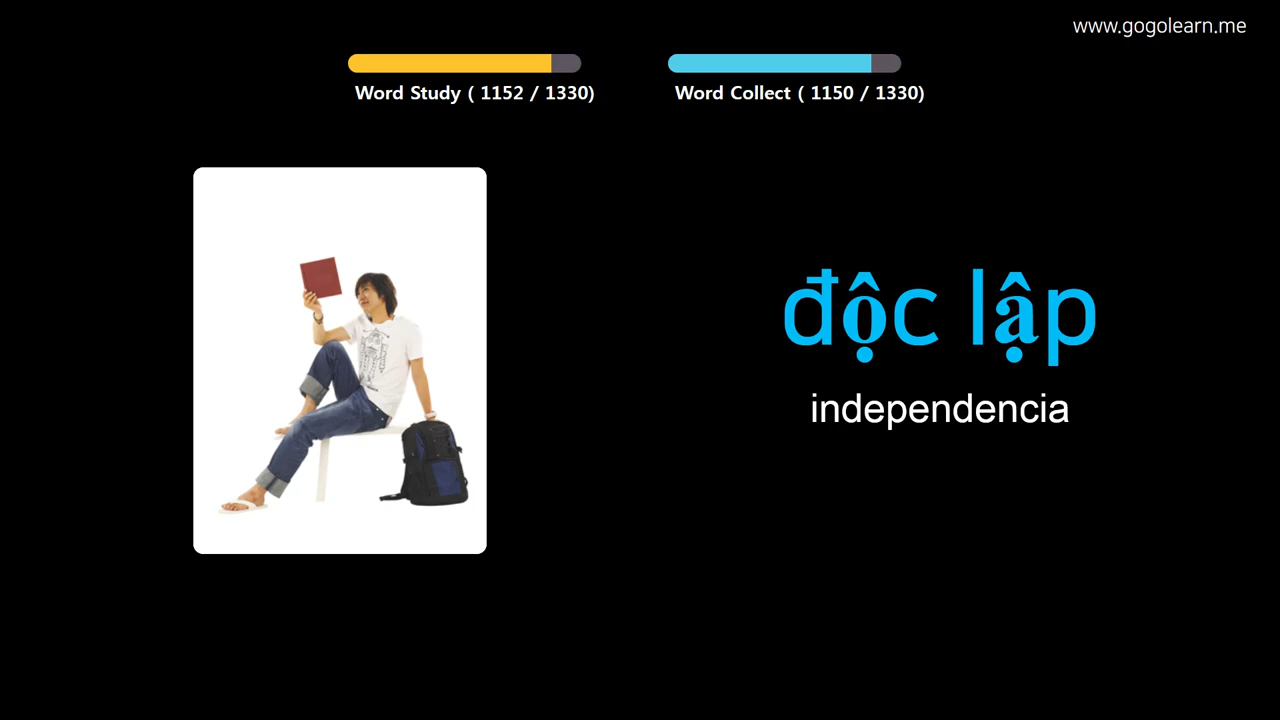 www.gogolearn.me
Word Study ( 1152 / 1330)
Word Collect ( 1150 / 1330)
độc lập
independencia